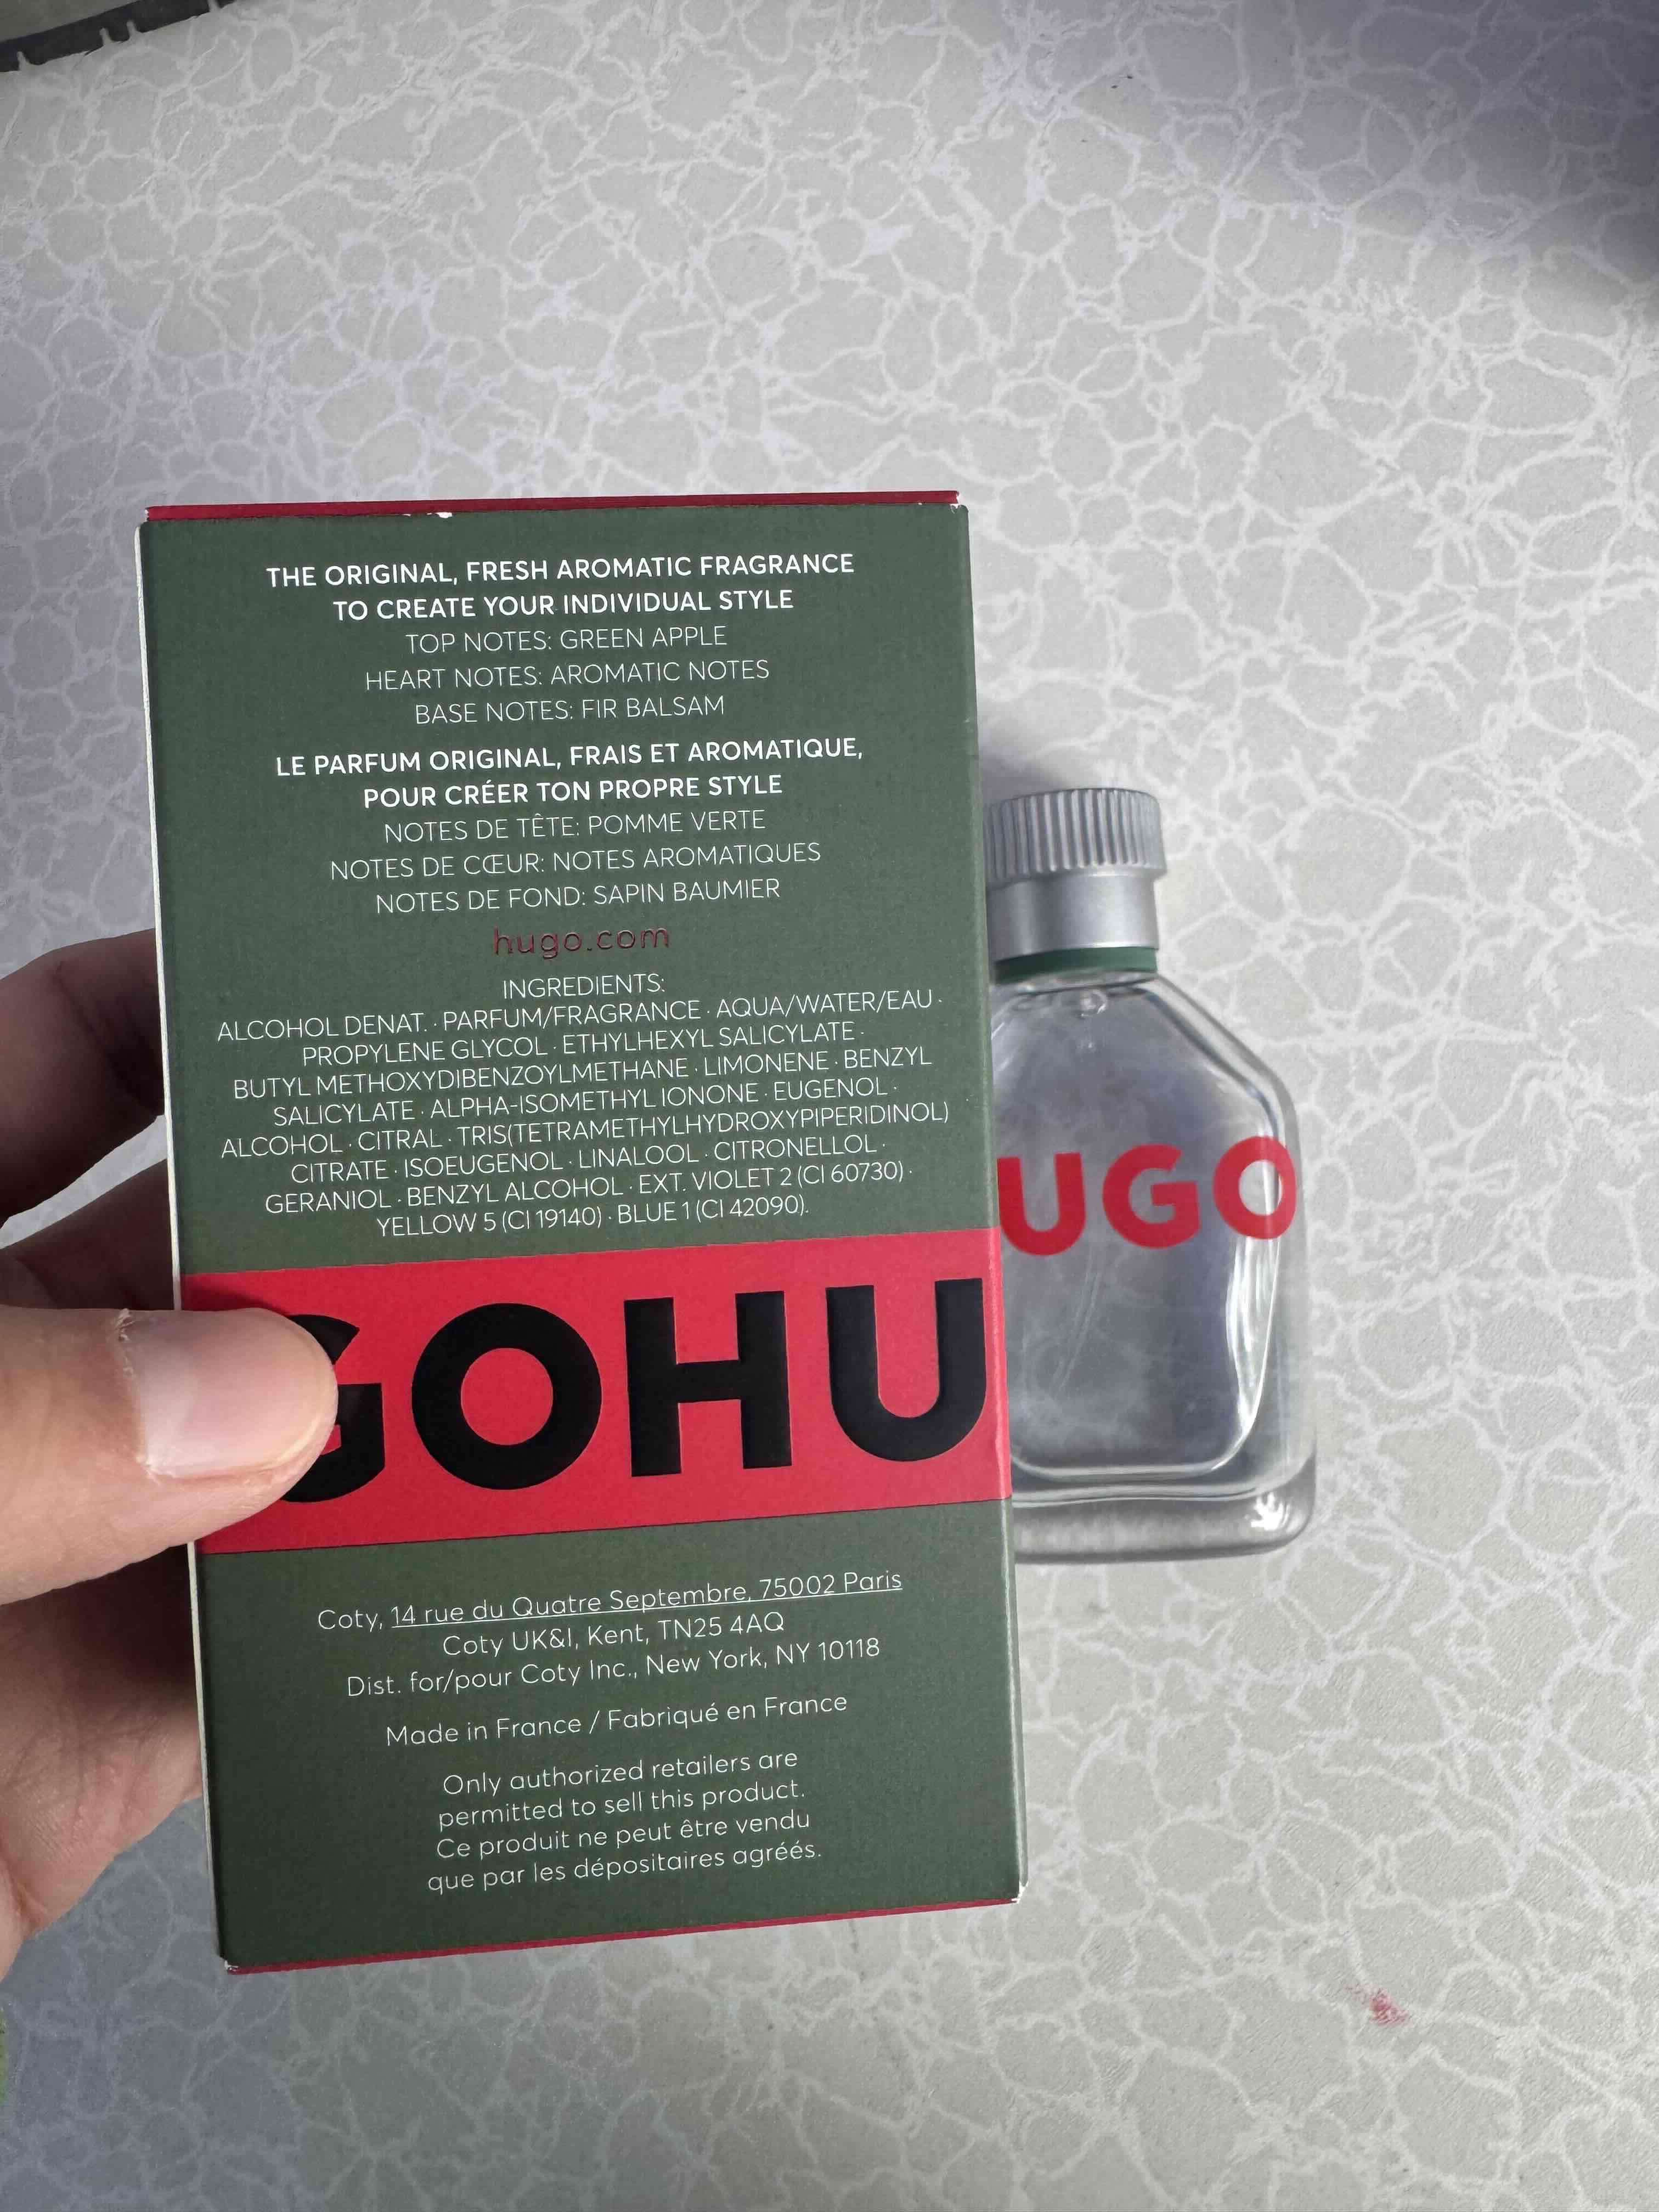 THE ORIGINAL, FRESH AROMATIC FRAGRANCE
TO CREATE YOUR INDIVIDUAL STYLE
TOP NOTES: GREEN APPLE
HEART NOTES: AROMATIC NOTES
BASE NOTES: FIR BALSAM
LE PARFUM ORIGINAL, FRAIS ET AROMATIQUE,
POUR CRÉER TON PROPRE STYLE
NOTES DE TÊTE: POMME VERTE
NOTES DE CŒUR: NOTES AROMATIQUES
NOTES DE FOND: SAPIN BAUMIER
hugo.com
INGREDIENTS:
ALCOHOL DENAT. · PARFUM/FRAGRANCE · AQUA/WATER/EAU ·
PROPYLENE GLYCOL · ETHYLHEXYL SALICYLATE ·
BUTYL METHOXYDIBENZOYLMETHANE · LIMONENE · BENZYL
SALICYLATE · ALPHA-ISOMETHYL IONONE · EUGENOL ·
ALCOHOL · CITRAL · TRIS(TETRAMETHYLHYDROXYPIPERIDINOL)
CITRATE · ISOEUGENOL · LINALOOL · CITRONELLOL ·
GERANIOL · BENZYL ALCOHOL · EXT. VIOLET 2 (CI 60730) ·
YELLOW 5 (CI 19140) · BLUE 1 (CI 42090).
GOHU
Coty, 14 rue du Quatre Septembre, 75002 Paris
Coty UK&I, Kent, TN25 4AQ
Dist. for/pour Coty Inc., New York, NY 10118
Made in France / Fabriqué en France
Only authorized retailers are
permitted to sell this product.
Ce produit ne peut être vendu
que par les dépositaires agréés.
UGO